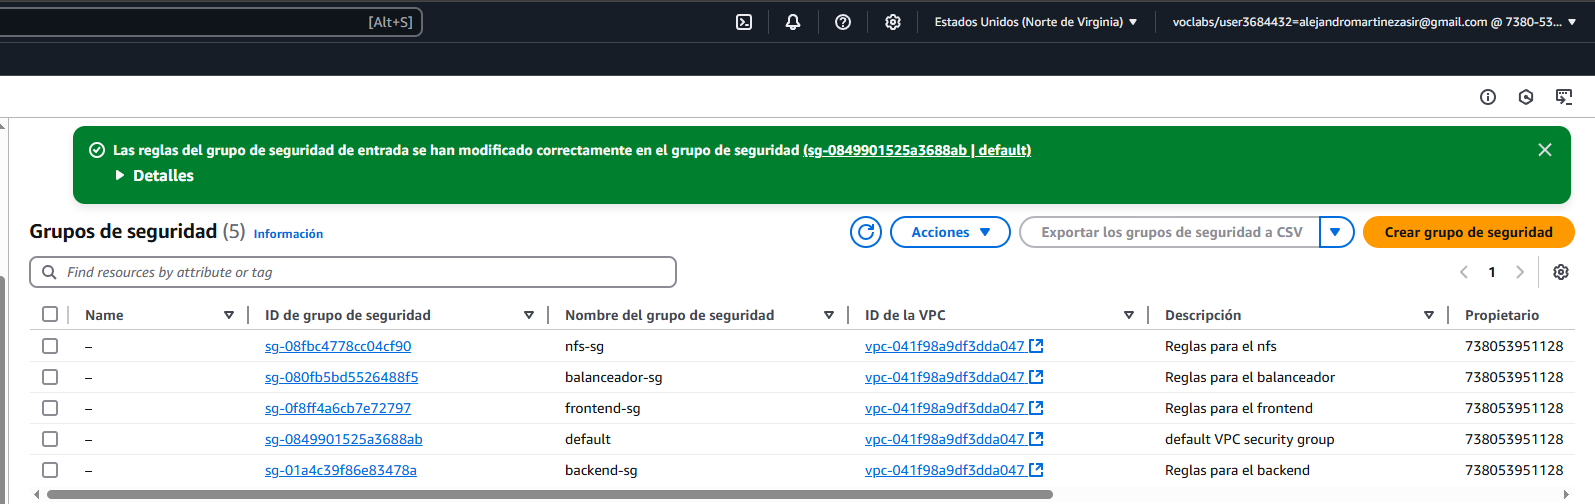 [Alt+S]
Estados Unidos (Norte de Virginia)
voclabs/user3684432=alejandromartinezasir@gmail.com @ 7380-53...
Las reglas del grupo de seguridad de entrada se han modificado correctamente en el grupo de seguridad (sg-0849901525a3688ab | default)
Detalles
Grupos de seguridad (5) Información
Acciones
Exportar los grupos de seguridad a CSV
Crear grupo de seguridad
Find resources by attribute or tag
1
Name ID de grupo de seguridad Nombre del grupo de seguridad ID de la VPC Descripción Propietario
– sg-08fbc4778cc04cf90 nfs-sg vpc-041f98a9df3dda047 Reglas para el nfs 738053951128
– sg-080fb5bd5526488f5 balanceador-sg vpc-041f98a9df3dda047 Reglas para el balanceador 738053951128
– sg-0f8ff4a6cb7e72797 frontend-sg vpc-041f98a9df3dda047 Reglas para el frontend 738053951128
– sg-0849901525a3688ab default vpc-041f98a9df3dda047 default VPC security group 738053951128
– sg-01a4c39f86e83478a backend-sg vpc-041f98a9df3dda047 Reglas para el backend 738053951128